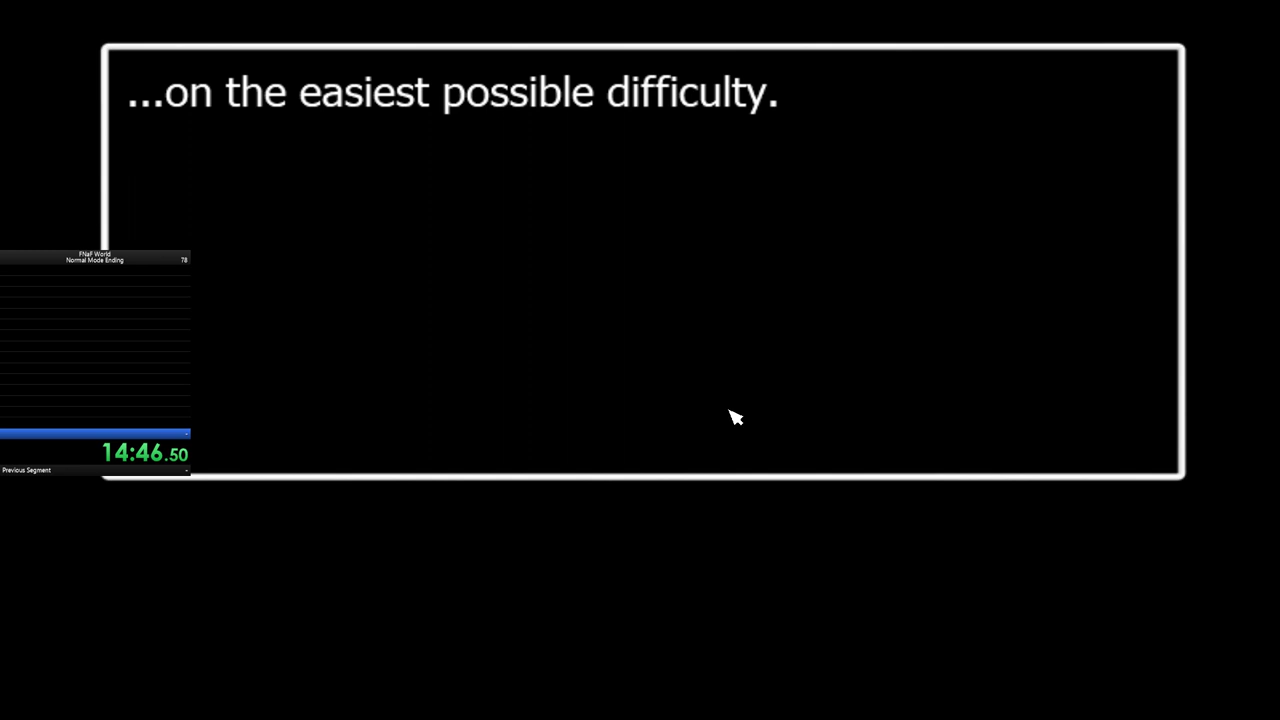 ...on the easiest possible difficulty.
FNaF World
Normal Mode Ending 78
-
14:46.50
Previous Segment -